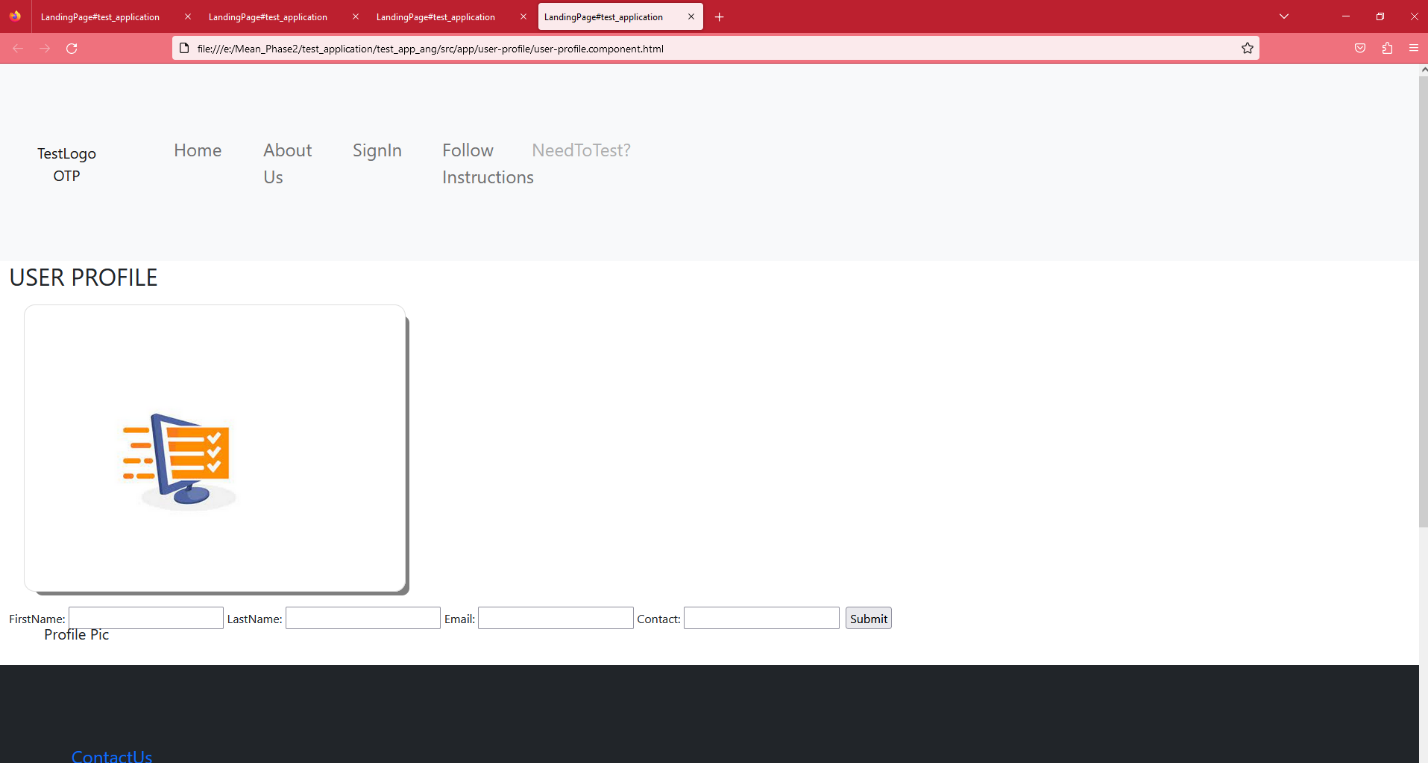 LandingPage#test_application LandingPage#test_application LandingPage#test_application LandingPage#test_application
file:///e:/Mean_Phase2/test_application/test_app_ang/src/app/user-profile/user-profile.component.html
TestLogo
OTP
Home
About
Us
SignIn
Follow
Instructions
NeedToTest?
USER PROFILE
FirstName: LastName: Email: Contact: Submit
Profile Pic
ContactUs